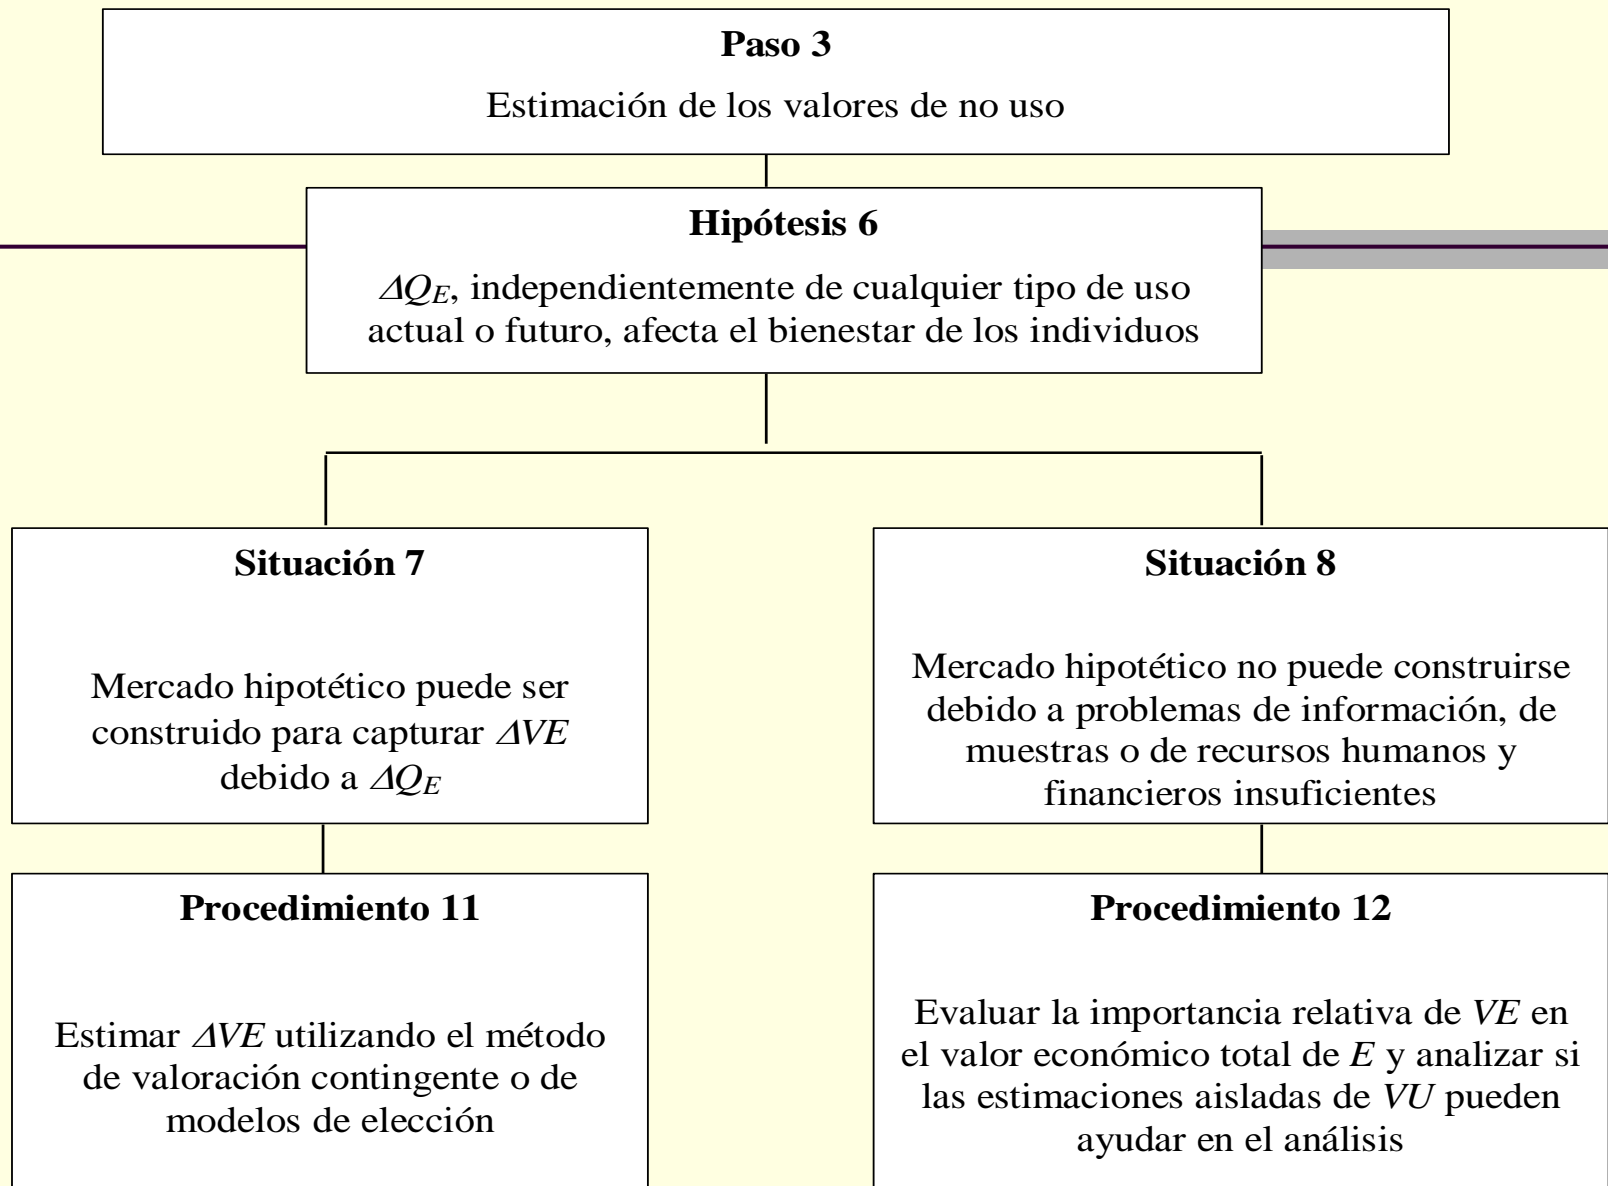 Paso 3
Estimación de los valores de no uso
Hipótesis 6
ΔQE, independientemente de cualquier tipo de uso
actual o futuro, afecta el bienestar de los individuos
Situación 7
Mercado hipotético puede ser
construido para capturar ΔVE
debido a ΔQE
Situación 8
Mercado hipotético no puede construirse
debido a problemas de información, de
muestras o de recursos humanos y
financieros insuficientes
Procedimiento 11
Estimar ΔVE utilizando el método
de valoración contingente o de
modelos de elección
Procedimiento 12
Evaluar la importancia relativa de VE en
el valor económico total de E y analizar si
las estimaciones aisladas de VU pueden
ayudar en el análisis